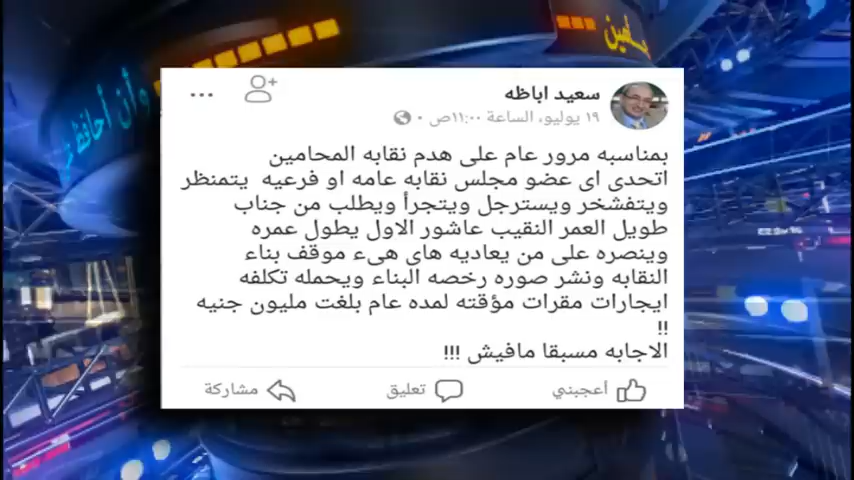 سعيد اباظه
١٩ يوليو، الساعة ١١:٠٠ص ·
بمناسبه مرور عام على هدم نقابه المحامين
اتحدى اى عضو مجلس نقابه عامه او فرعيه يتمنظر
ويتفشخر ويسترجل ويتجرأ ويطلب من جناب
طويل العمر النقيب عاشور الاول يطول عمره
وينصره على من يعاديه هاى هىء موقف بناء
النقابه ونشر صوره رخصه البناء ويحمله تكلفه
ايجارات مقرات مؤقته لمده عام بلغت مليون جنيه
!!
الاجابه مسبقا مافيش !!!
أعجبني تعليق مشاركة
وأن أحافظ